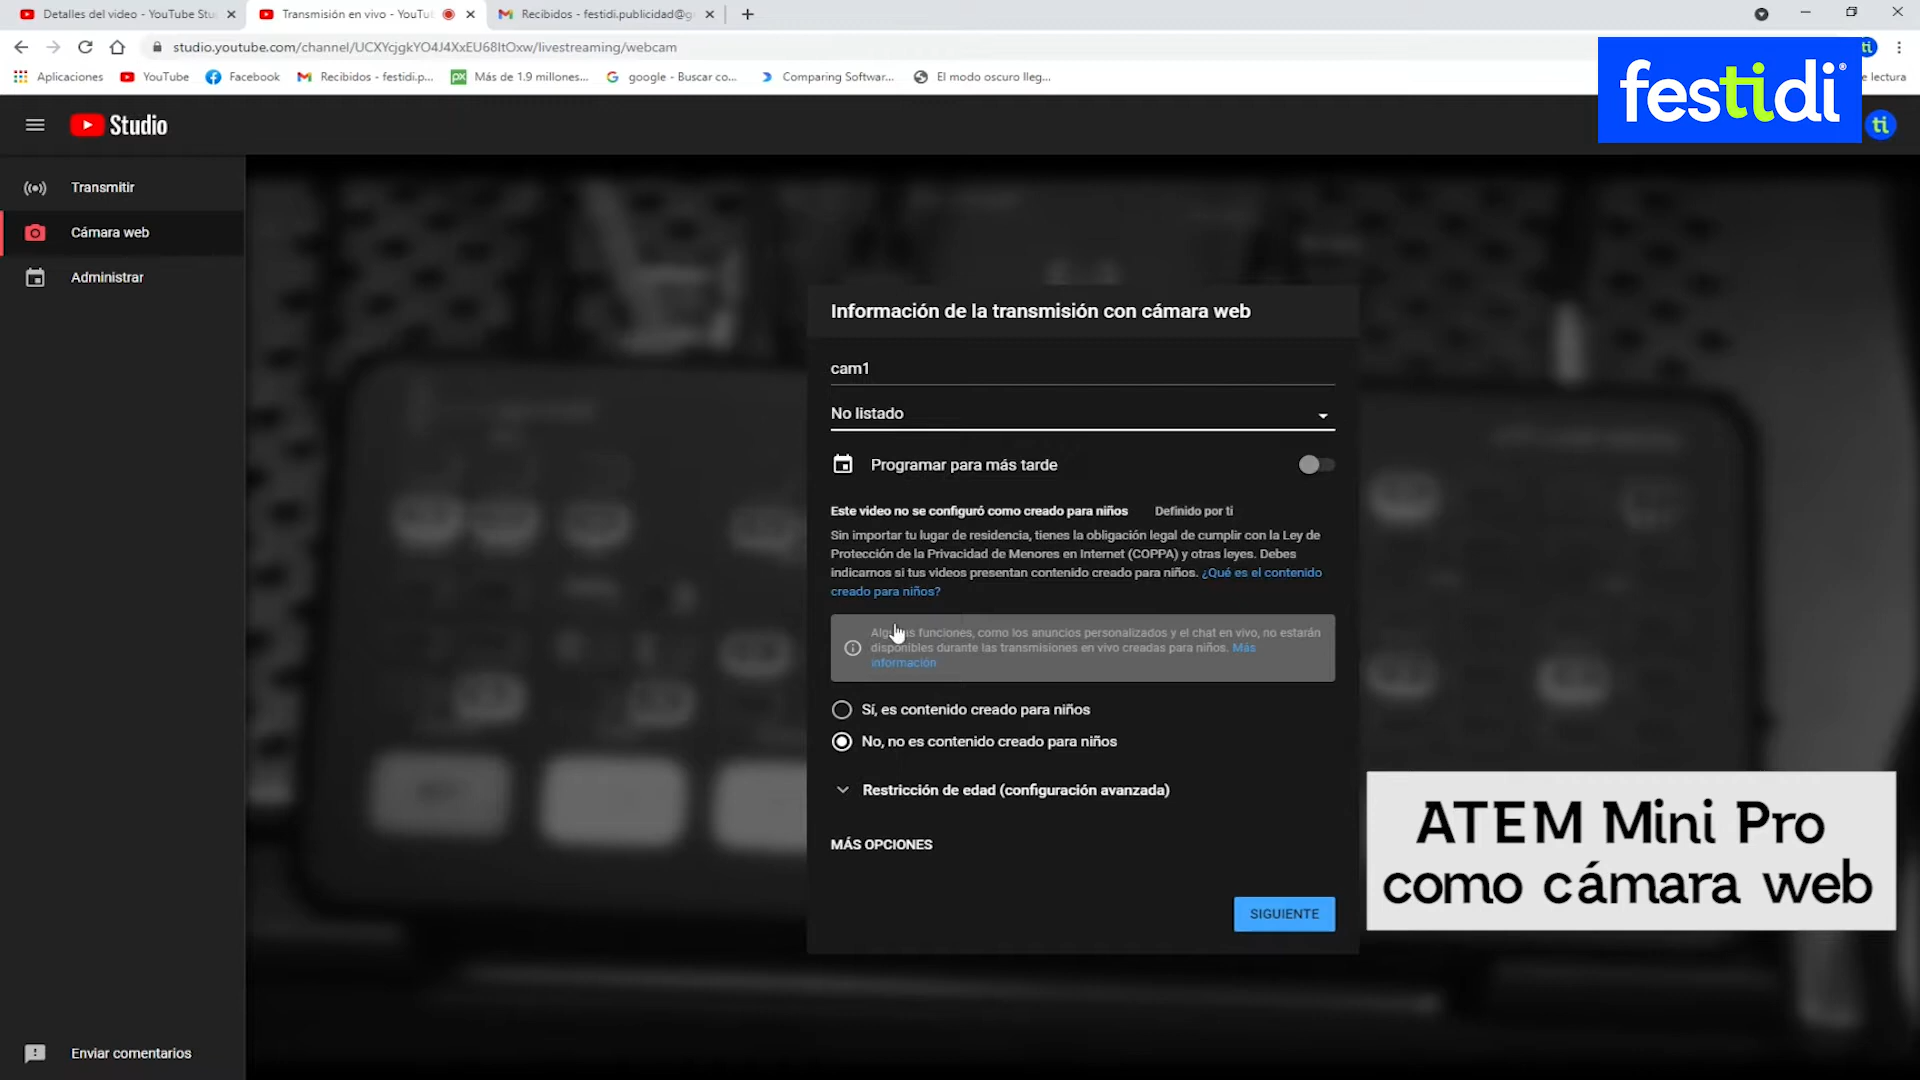 Detalles del video - YouTube Stu
Transmisión en vivo - YouTu
Recibidos - festidi.publicidad@g
studio.youtube.com/channel/UCXYcjgkYO4J4XxEU68ltOxw/livestreaming/webcam
Aplicaciones
YouTube
Facebook
Recibidos - festidi.p...
Más de 1.9 millones...
google - Buscar co...
Comparing Softwar...
El modo oscuro lleg...
e lectura
festidi
ti
ti
Studio
Transmitir
Cámara web
Administrar
Información de la transmisión con cámara web
cam1
No listado
Programar para más tarde
Este video no se configuró como creado para niños Definido por ti
Sin importar tu lugar de residencia, tienes la obligación legal de cumplir con la Ley de
Protección de la Privacidad de Menores en Internet (COPPA) y otras leyes. Debes
indicarnos si tus videos presentan contenido creado para niños. ¿Qué es el contenido
creado para niños?
funciones, como los anuncios personalizados y el chat en vivo, no estarán
disponibles durante las transmisiones en vivo creadas para niños. Más
información
Sí, es contenido creado para niños
No, no es contenido creado para niños
Restricción de edad (configuración avanzada)
MÁS OPCIONES
SIGUIENTE
ATEM Mini Pro
como cámara web
Enviar comentarios